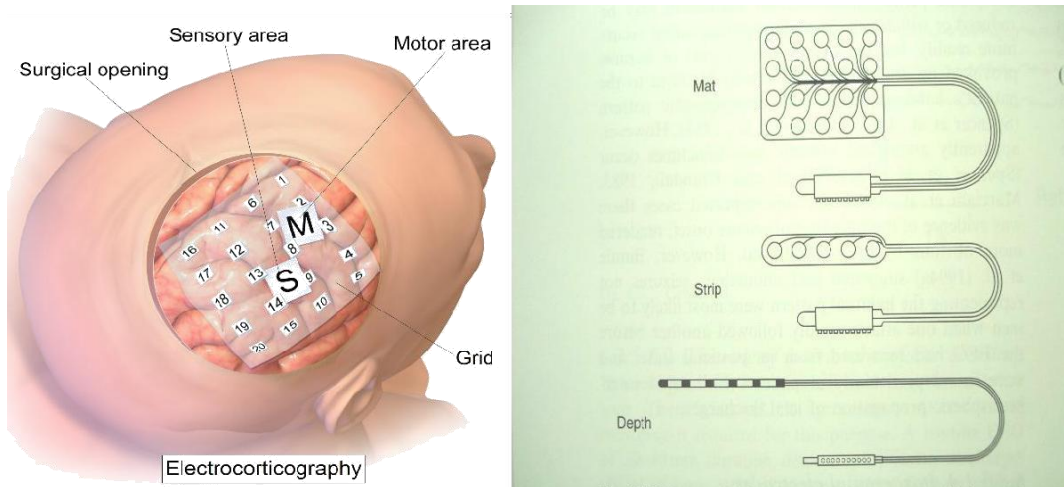 Sensory area
Motor area
Surgical opening
1
6
2
M
11
7
3
16
12
8
4
17
13
S
9
5
18
14
10
19
15
20
Grid
Electrocorticography
Mat
Strip
Depth